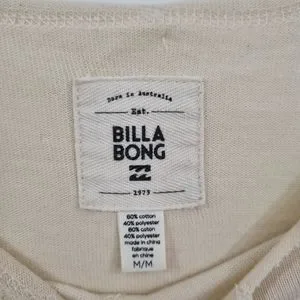 Born in Australia
Est.
BILLA
BONG
1973
60% cotton
40% polyester
60% coton
40% polyester
made in china
fabrique
en chine
M/M